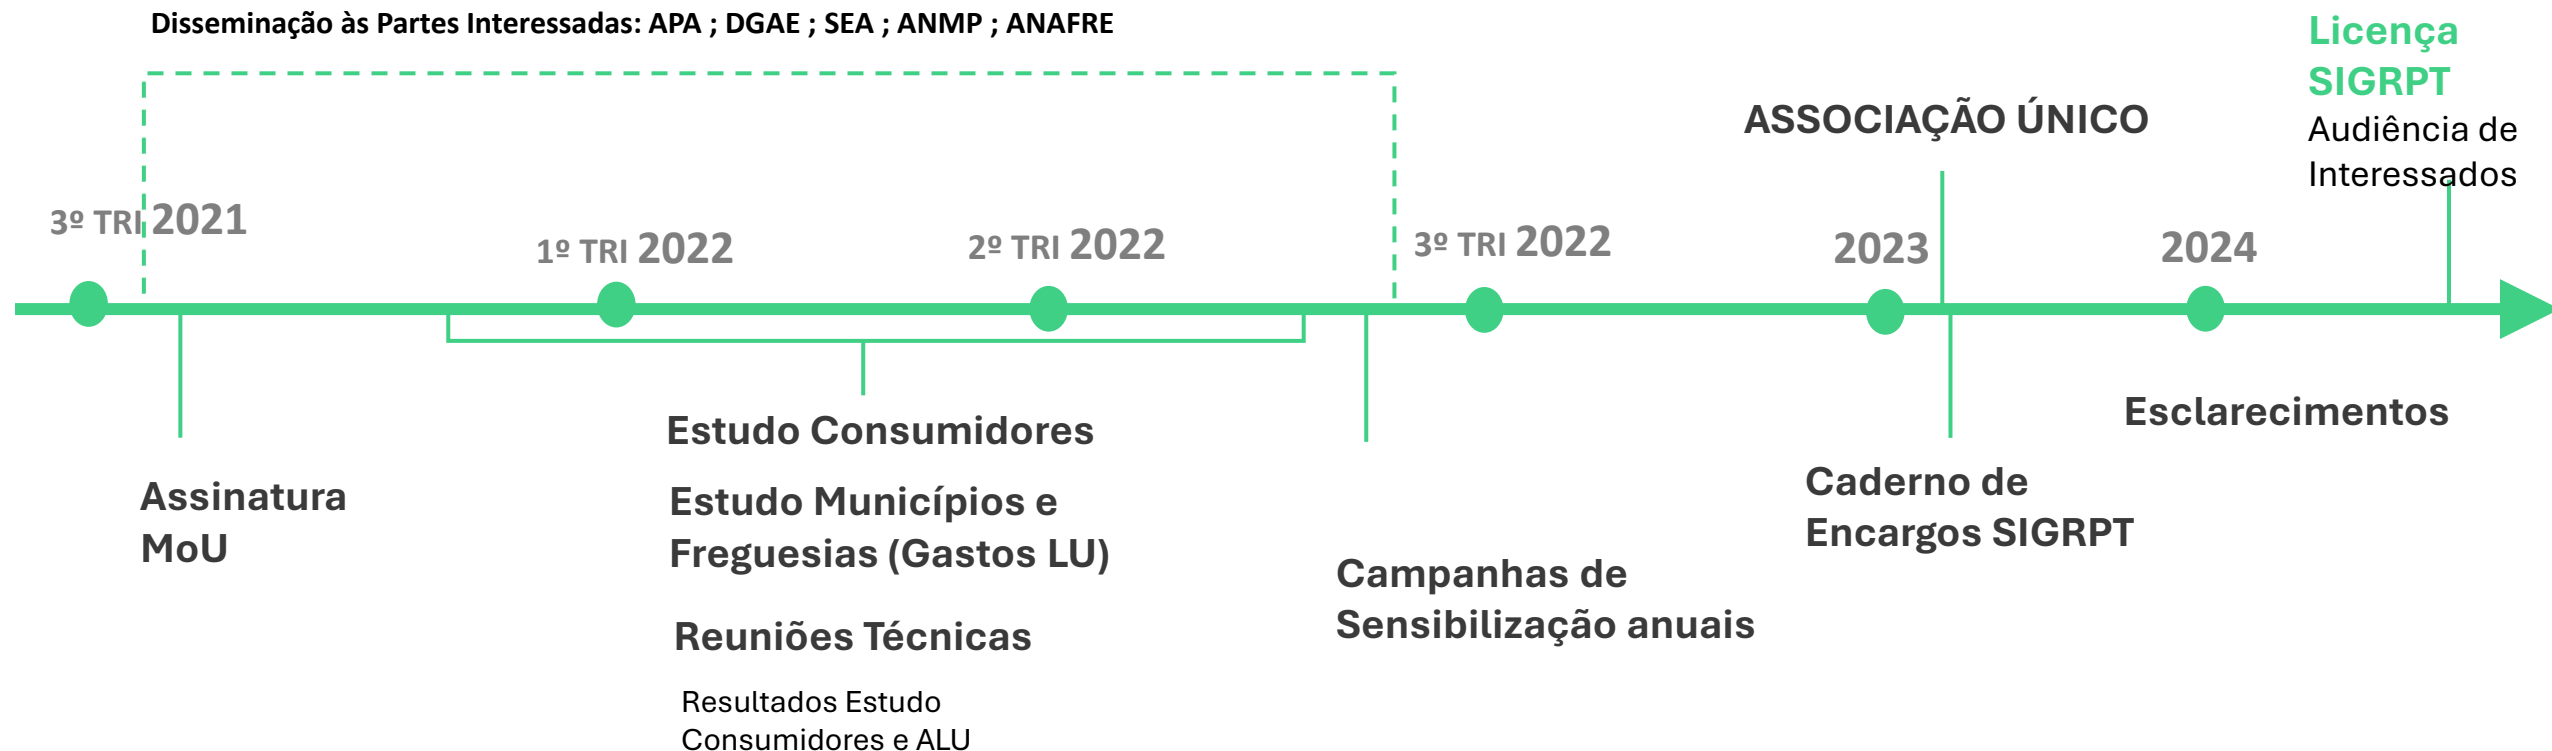 Disseminação às Partes Interessadas: APA ; DGAE ; SEA ; ANMP ; ANAFRE
Licença
SIGRPT
Audiência de
Interessados
ASSOCIAÇÃO ÚNICO
3º TRI 2021
1º TRI 2022
2º TRI 2022
3º TRI 2022
2023
2024
Assinatura
MoU
Estudo Consumidores
Estudo Municípios e
Freguesias (Gastos LU)
Reuniões Técnicas
Resultados Estudo
Consumidores e ALU
Campanhas de
Sensibilização anuais
Caderno de
Encargos SIGRPT
Esclarecimentos